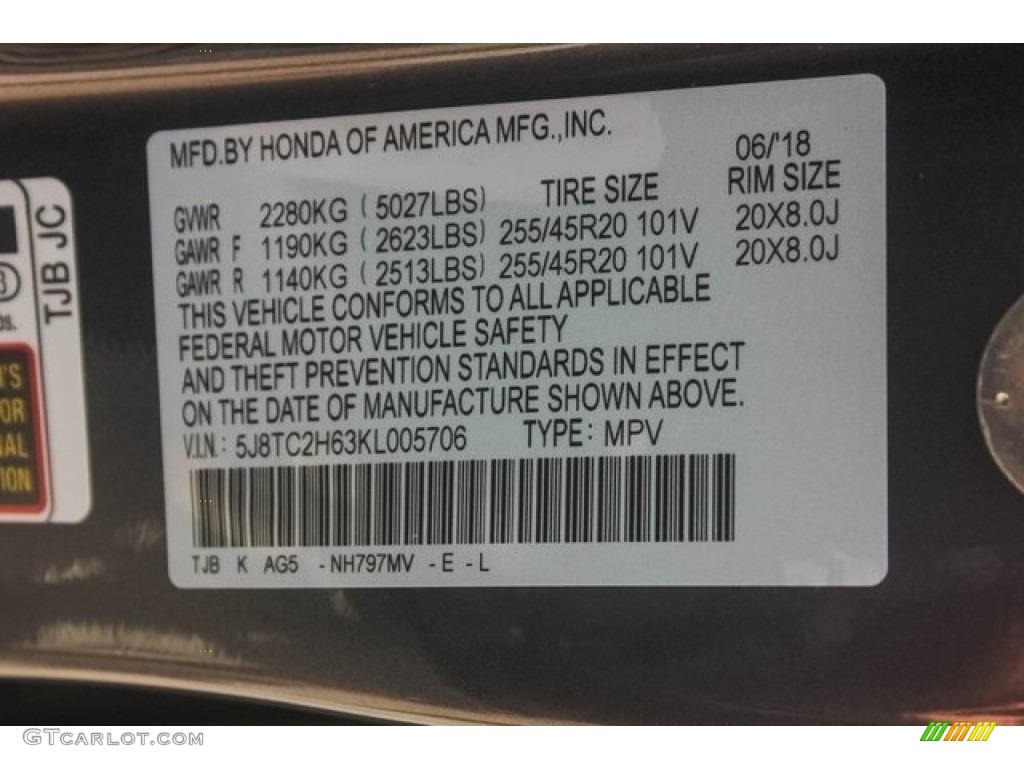 MFD.BY HONDA OF AMERICA MFG.,INC.
06/'18
GVWR 2280KG ( 5027LBS) TIRE SIZE RIM SIZE
GAWR F 1190KG ( 2623LBS) 255/45R20 101V 20X8.0J
GAWR R 1140KG ( 2513LBS) 255/45R20 101V 20X8.0J
THIS VEHICLE CONFORMS TO ALL APPLICABLE
FEDERAL MOTOR VEHICLE SAFETY
AND THEFT PREVENTION STANDARDS IN EFFECT
ON THE DATE OF MANUFACTURE SHOWN ABOVE.
V.I.N.: 5J8TC2H63KL005706 TYPE: MPV
TJB K AG5 -NH797MV - E - L
TJB JC
GTCARLOT.COM